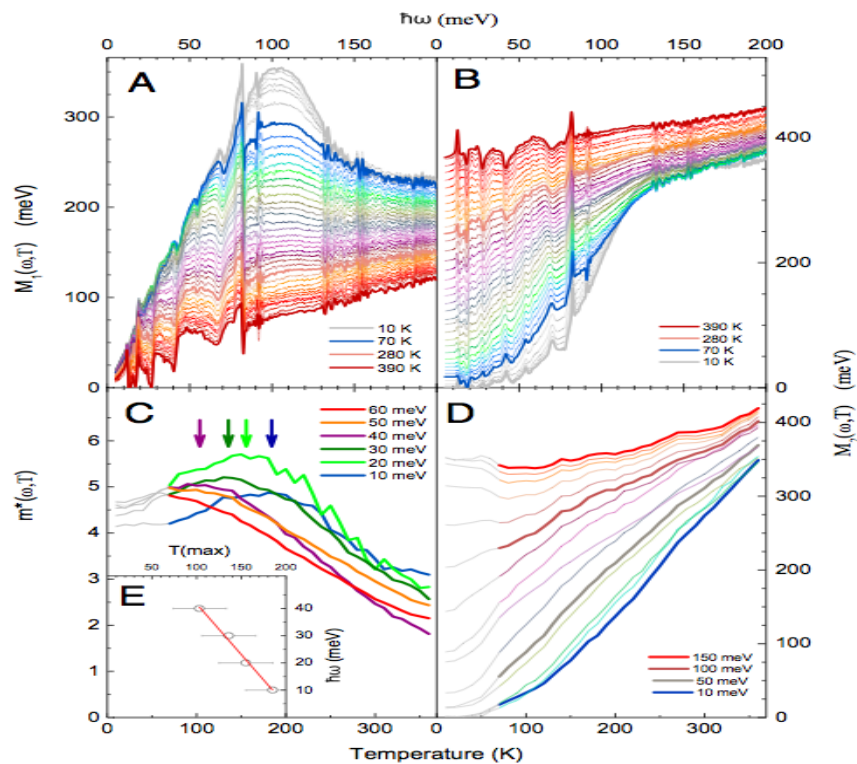 ħω (meV)
0 50 100 150 0 50 100 150 200
A
B
300
200
100
0
M₁(ω,T) (meV)
10 K
70 K
280 K
390 K
390 K
280 K
70 K
10 K
400
200
0
(meV)
C
D
6
5
4
3
2
1
0
m*(ω,T)
60 meV
50 meV
40 meV
30 meV
20 meV
10 meV
T(max)
50 100 150 200
E
40
30
20
10
ħω (meV)
150 meV
100 meV
50 meV
10 meV
400
300
200
100
0
0 100 200 300 0 100 200 300
Temperature (K)